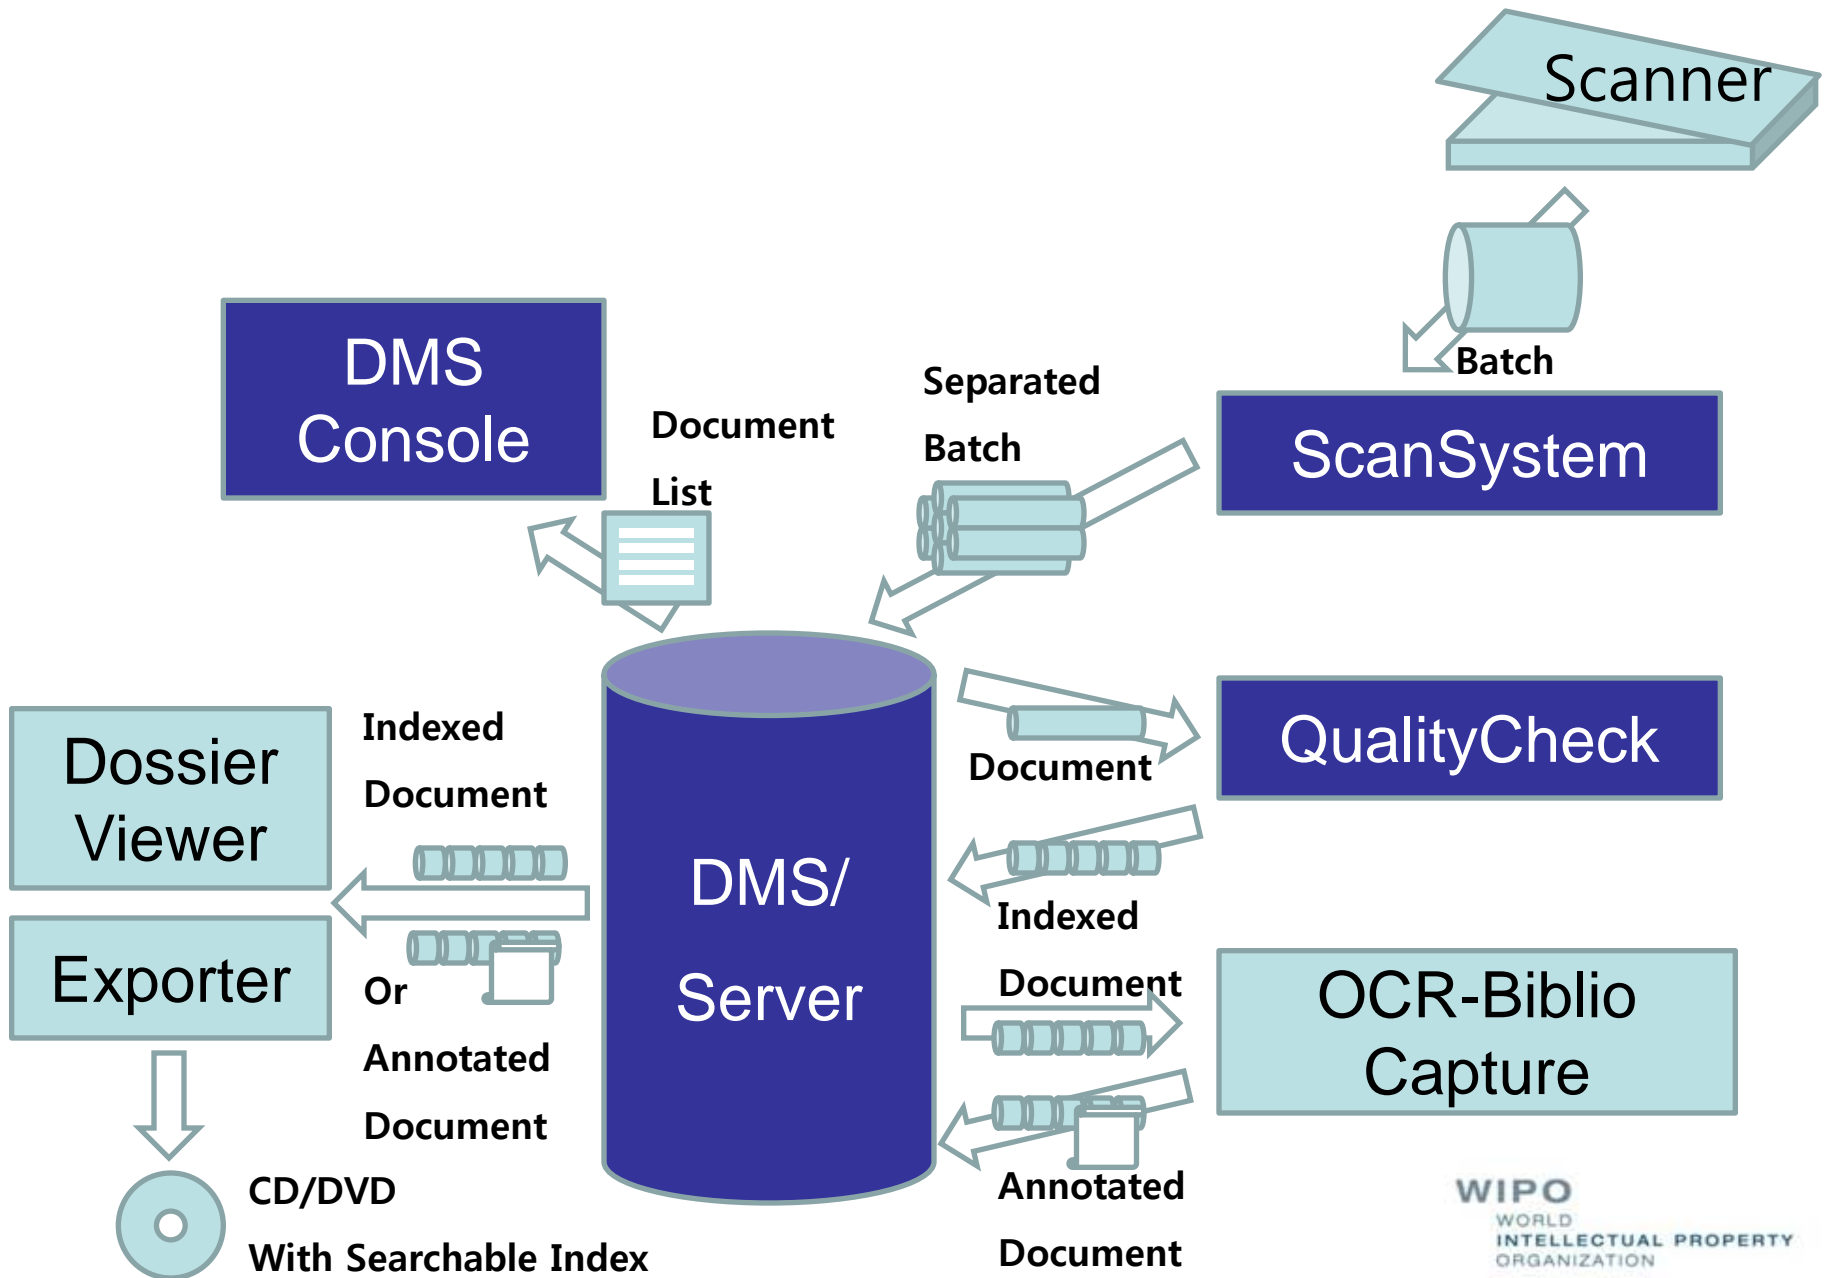 Scanner
Batch
DMS
Console
Document
List
Separated
Batch
ScanSystem
Dossier
Viewer
Exporter
Indexed
Document
Or
Annotated
Document
DMS/
Server
Document
QualityCheck
Indexed
Document
OCR-Biblio
Capture
Annotated
Document
CD/DVD
With Searchable Index
WIPO
WORLD
INTELLECTUAL PROPERTY
ORGANIZATION